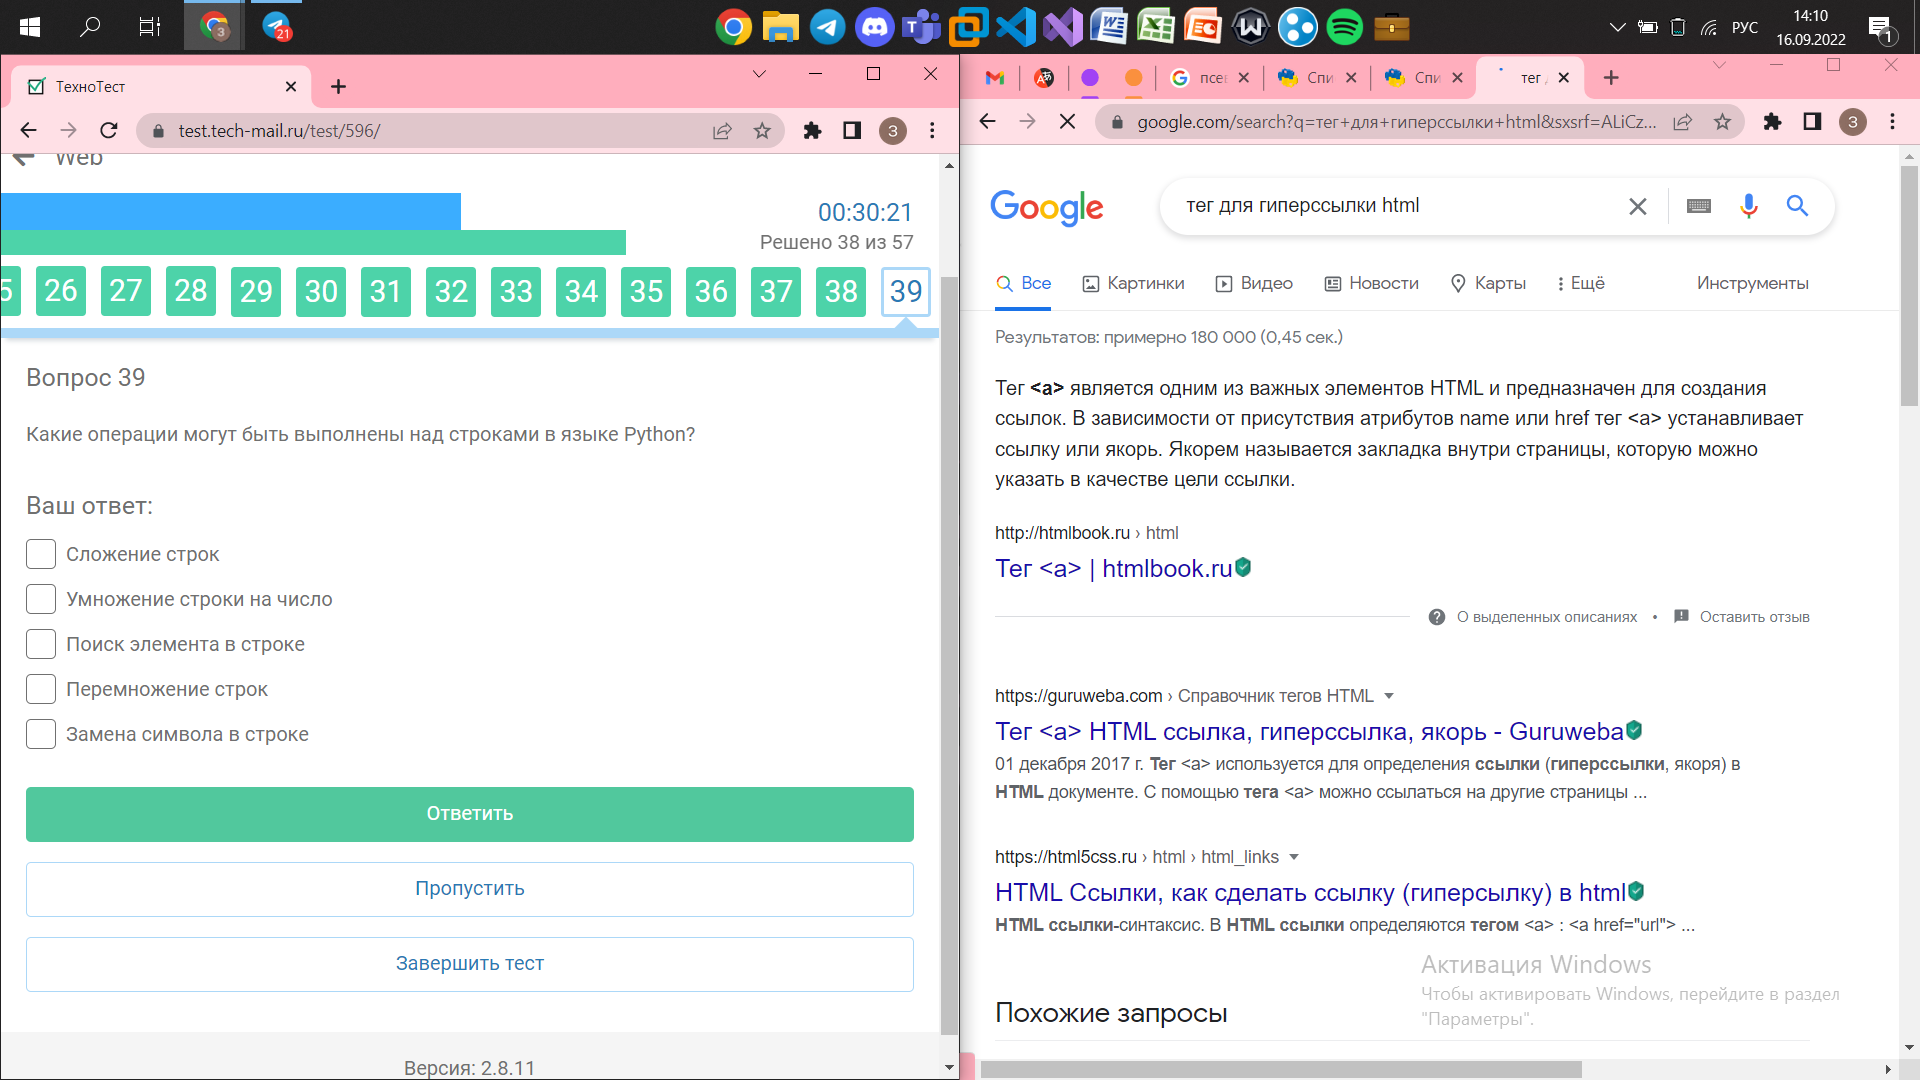 21
3
РУС
14:10
16.09.2022
1
ТехноТест
test.tech-mail.ru/test/596/
3
Web
00:30:21
Решено 38 из 57
5 26 27 28 29 30 31 32 33 34 35 36 37 38 39
Вопрос 39
Какие операции могут быть выполнены над строками в языке Python?
Ваш ответ:
Сложение строк
Умножение строки на число
Поиск элемента в строке
Перемножение строк
Замена символа в строке
Ответить
Пропустить
Завершить тест
Версия: 2.8.11
псе
Спи
Спи
тег
google.com/search?q=тег+для+гиперссылки+html&sxsrf=ALiCz...
3
Google
тег для гиперссылки html
Все
Картинки
Видео
Новости
Карты
Ещё
Инструменты
Результатов: примерно 180 000 (0,45 сек.)
Тег <a> является одним из важных элементов HTML и предназначен для создания
ссылок. В зависимости от присутствия атрибутов name или href тег <a> устанавливает
ссылку или якорь. Якорем называется закладка внутри страницы, которую можно
указать в качестве цели ссылки.
http://htmlbook.ru › html
Тег <a> | htmlbook.ru
О выделенных описаниях • Оставить отзыв
https://guruweba.com › Справочник тегов HTML
Тег <a> HTML ссылка, гиперссылка, якорь - Guruweba
01 декабря 2017 г. Тег <a> используется для определения ссылки (гиперссылки, якоря) в
HTML документе. С помощью тега <a> можно ссылаться на другие страницы ...
https://html5css.ru › html › html_links
HTML Ссылки, как сделать ссылку (гиперсылку) в html
HTML ссылки-синтаксис. В HTML ссылки определяются тегом <a> : <a href="url"> ...
Активация Windows
Чтобы активировать Windows, перейдите в раздел
"Параметры".
Похожие запросы